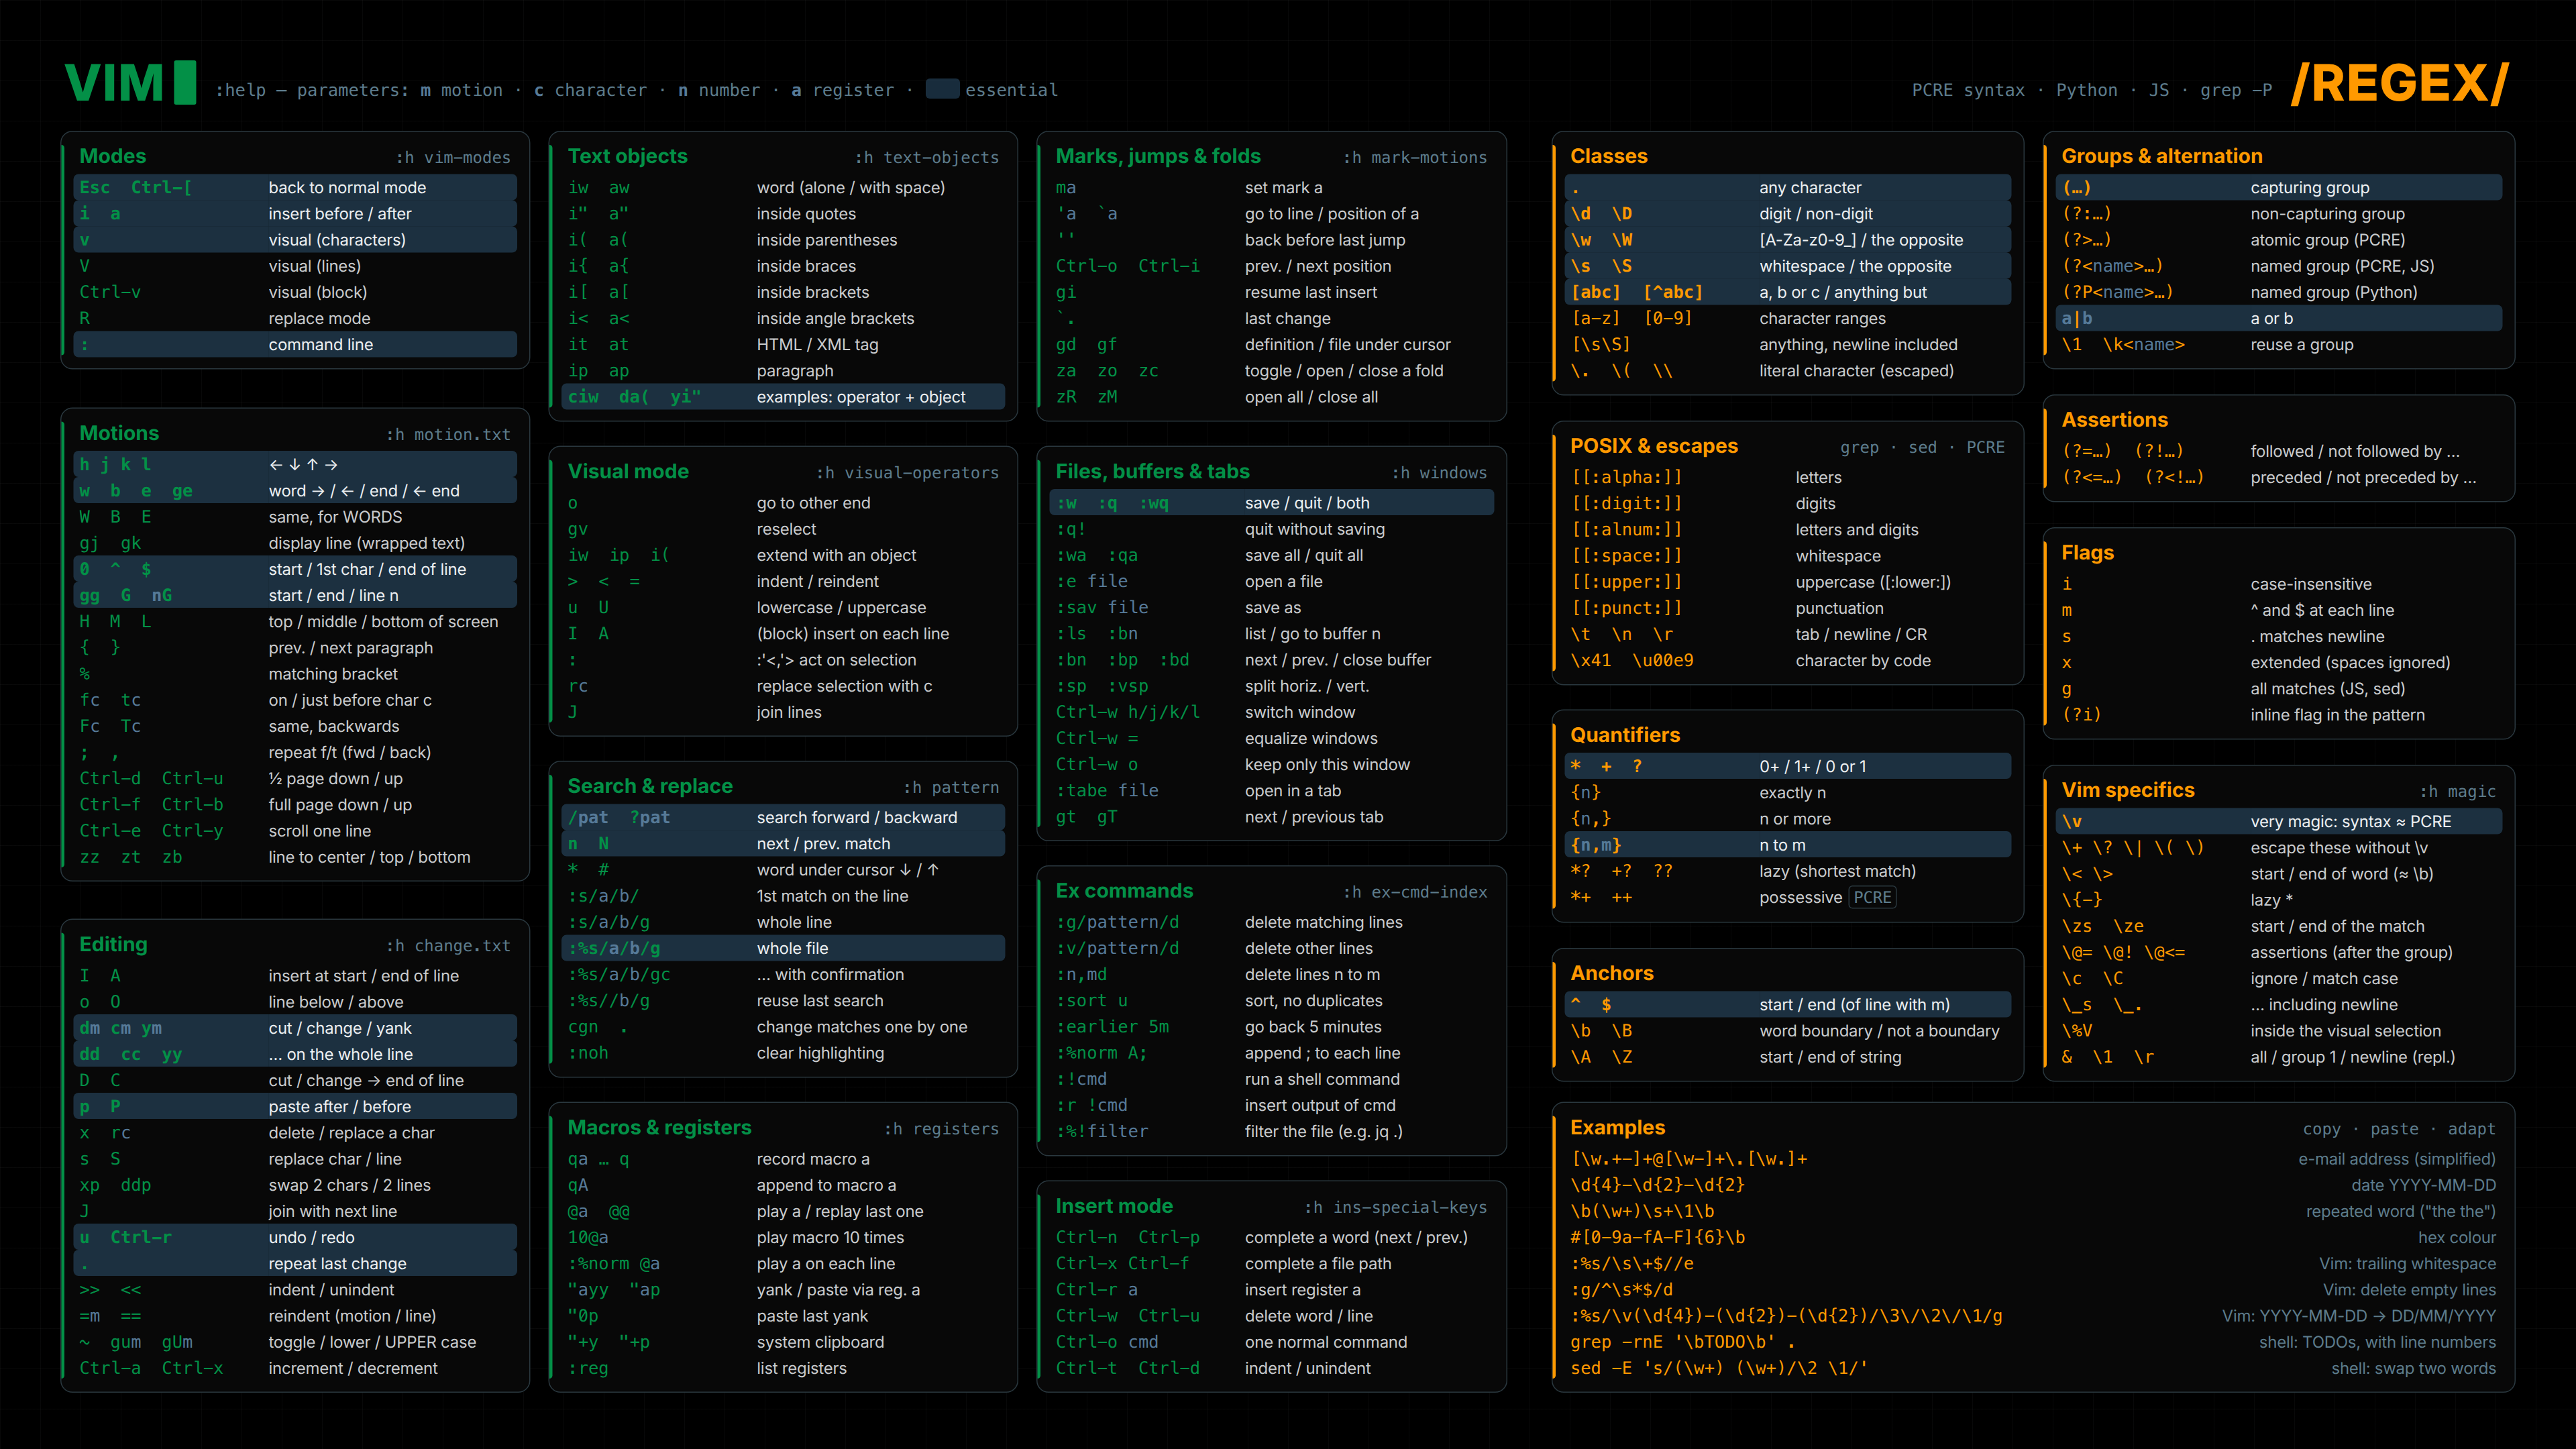 VIM
:help – parameters: m motion · c character · n number · a register · essential
PCRE syntax · Python · JS · grep -P
/REGEX/
Modes :h vim-modes
Esc Ctrl-[ back to normal mode
i a insert before / after
v visual (characters)
V visual (lines)
Ctrl-v visual (block)
R replace mode
: command line
Motions :h motion.txt
h j k l ← ↓ ↑ →
w b e ge word → / ← / end / ← end
W B E same, for WORDS
gj gk display line (wrapped text)
0 ^ $ start / 1st char / end of line
gg G nG start / end / line n
H M L top / middle / bottom of screen
{ } prev. / next paragraph
% matching bracket
fc tc on / just before char c
Fc Tc same, backwards
; , repeat f/t (fwd / back)
Ctrl-d Ctrl-u ½ page down / up
Ctrl-f Ctrl-b full page down / up
Ctrl-e Ctrl-y scroll one line
zz zt zb line to center / top / bottom
Editing :h change.txt
I A insert at start / end of line
o O line below / above
dm cm ym cut / change / yank
dd cc yy ... on the whole line
D C cut / change → end of line
p P paste after / before
x rc delete / replace a char
s S replace char / line
xp ddp swap 2 chars / 2 lines
J join with next line
u Ctrl-r undo / redo
. repeat last change
>> << indent / unindent
=m == reindent (motion / line)
~ gum gUm toggle / lower / UPPER case
Ctrl-a Ctrl-x increment / decrement
Text objects :h text-objects
iw aw word (alone / with space)
i" a" inside quotes
i( a( inside parentheses
i{ a{ inside braces
i[ a[ inside brackets
i< a< inside angle brackets
it at HTML / XML tag
ip ap paragraph
ciw da( yi" examples: operator + object
Visual mode :h visual-operators
o go to other end
gv reselect
iw ip i( extend with an object
> < = indent / reindent
u U lowercase / uppercase
I A (block) insert on each line
: :'<,'> act on selection
rc replace selection with c
J join lines
Search & replace :h pattern
/pat ?pat search forward / backward
n N next / prev. match
* # word under cursor ↓ / ↑
:s/a/b/ 1st match on the line
:s/a/b/g whole line
:%s/a/b/g whole file
:%s/a/b/gc ... with confirmation
:%s//b/g reuse last search
cgn . change matches one by one
:noh clear highlighting
Macros & registers :h registers
qa … q record macro a
qA append to macro a
@a @@ play a / replay last one
10@a play macro 10 times
:%norm @a play a on each line
"ayy "ap yank / paste via reg. a
"0p paste last yank
"+y "+p system clipboard
:reg list registers
Marks, jumps & folds :h mark-motions
ma set mark a
'a `a go to line / position of a
'' back before last jump
Ctrl-o Ctrl-i prev. / next position
gi resume last insert
`. last change
gd gf definition / file under cursor
za zo zc toggle / open / close a fold
zR zM open all / close all
Files, buffers & tabs :h windows
:w :q :wq save / quit / both
:q! quit without saving
:wa :qa save all / quit all
:e file open a file
:sav file save as
:ls :bn list / go to buffer n
:bn :bp :bd next / prev. / close buffer
:sp :vsp split horiz. / vert.
Ctrl-w h/j/k/l switch window
Ctrl-w = equalize windows
Ctrl-w o keep only this window
:tabe file open in a tab
gt gT next / previous tab
Ex commands :h ex-cmd-index
:g/pattern/d delete matching lines
:v/pattern/d delete other lines
:n,md delete lines n to m
:sort u sort, no duplicates
:earlier 5m go back 5 minutes
:%norm A; append ; to each line
:!cmd run a shell command
:r !cmd insert output of cmd
:%!filter filter the file (e.g. jq .)
Insert mode :h ins-special-keys
Ctrl-n Ctrl-p complete a word (next / prev.)
Ctrl-x Ctrl-f complete a file path
Ctrl-r a insert register a
Ctrl-w Ctrl-u delete word / line
Ctrl-o cmd one normal command
Ctrl-t Ctrl-d indent / unindent
Classes
. any character
\d \D digit / non-digit
\w \W [A-Za-z0-9_] / the opposite
\s \S whitespace / the opposite
[abc] [^abc] a, b or c / anything but
[a-z] [0-9] character ranges
[\s\S] anything, newline included
\. \( \\ literal character (escaped)
POSIX & escapes grep · sed · PCRE
[[:alpha:]] letters
[[:digit:]] digits
[[:alnum:]] letters and digits
[[:space:]] whitespace
[[:upper:]] uppercase ([:lower:])
[[:punct:]] punctuation
\t \n \r tab / newline / CR
\x41 \u00e9 character by code
Quantifiers
* + ? 0+ / 1+ / 0 or 1
{n} exactly n
{n,} n or more
{n,m} n to m
*? +? ?? lazy (shortest match)
*+ ++ possessive PCRE
Anchors
^ $ start / end (of line with m)
\b \B word boundary / not a boundary
\A \Z start / end of string
Groups & alternation
(…) capturing group
(?:…) non-capturing group
(?>…) atomic group (PCRE)
(?<name>…) named group (PCRE, JS)
(?P<name>…) named group (Python)
a|b a or b
\1 \k<name> reuse a group
Assertions
(?=…) (?!…) followed / not followed by ...
(?<=…) (?<!…) preceded / not preceded by ...
Flags
i case-insensitive
m ^ and $ at each line
s . matches newline
x extended (spaces ignored)
g all matches (JS, sed)
(?i) inline flag in the pattern
Vim specifics :h magic
\v very magic: syntax ≈ PCRE
\+ \? \| \( \) escape these without \v
\< \> start / end of word (≈ \b)
\{-} lazy *
\zs \ze start / end of the match
\@= \@! \@<= assertions (after the group)
\c \C ignore / match case
\_s \_. ... including newline
\%V inside the visual selection
& \1 \r all / group 1 / newline (repl.)
Examples copy · paste · adapt
[\w.+-]+@[\w-]+\.[\w.]+ e-mail address (simplified)
\d{4}-\d{2}-\d{2} date YYYY-MM-DD
\b(\w+)\s+\1\b repeated word ("the the")
#[0-9a-fA-F]{6}\b hex colour
:%s/\s\+$//e Vim: trailing whitespace
:g/^\s*$/d Vim: delete empty lines
:%s/\v(\d{4})-(\d{2})-(\d{2})/\3\/\2\/\1/g Vim: YYYY-MM-DD → DD/MM/YYYY
grep -rnE '\bTODO\b' . shell: TODOs, with line numbers
sed -E 's/(\w+) (\w+)/\2 \1/' shell: swap two words